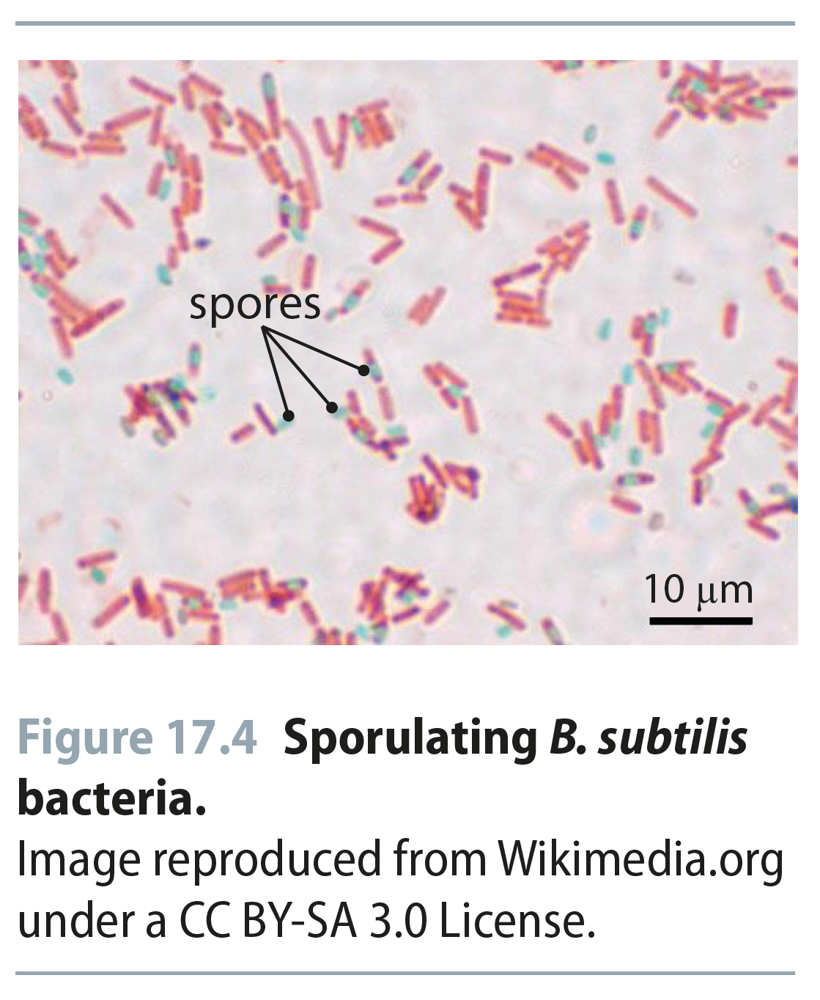 spores
10 μm
Figure 17.4 Sporulating B. subtilis
bacteria.
Image reproduced from Wikimedia.org
under a CC BY-SA 3.0 License.